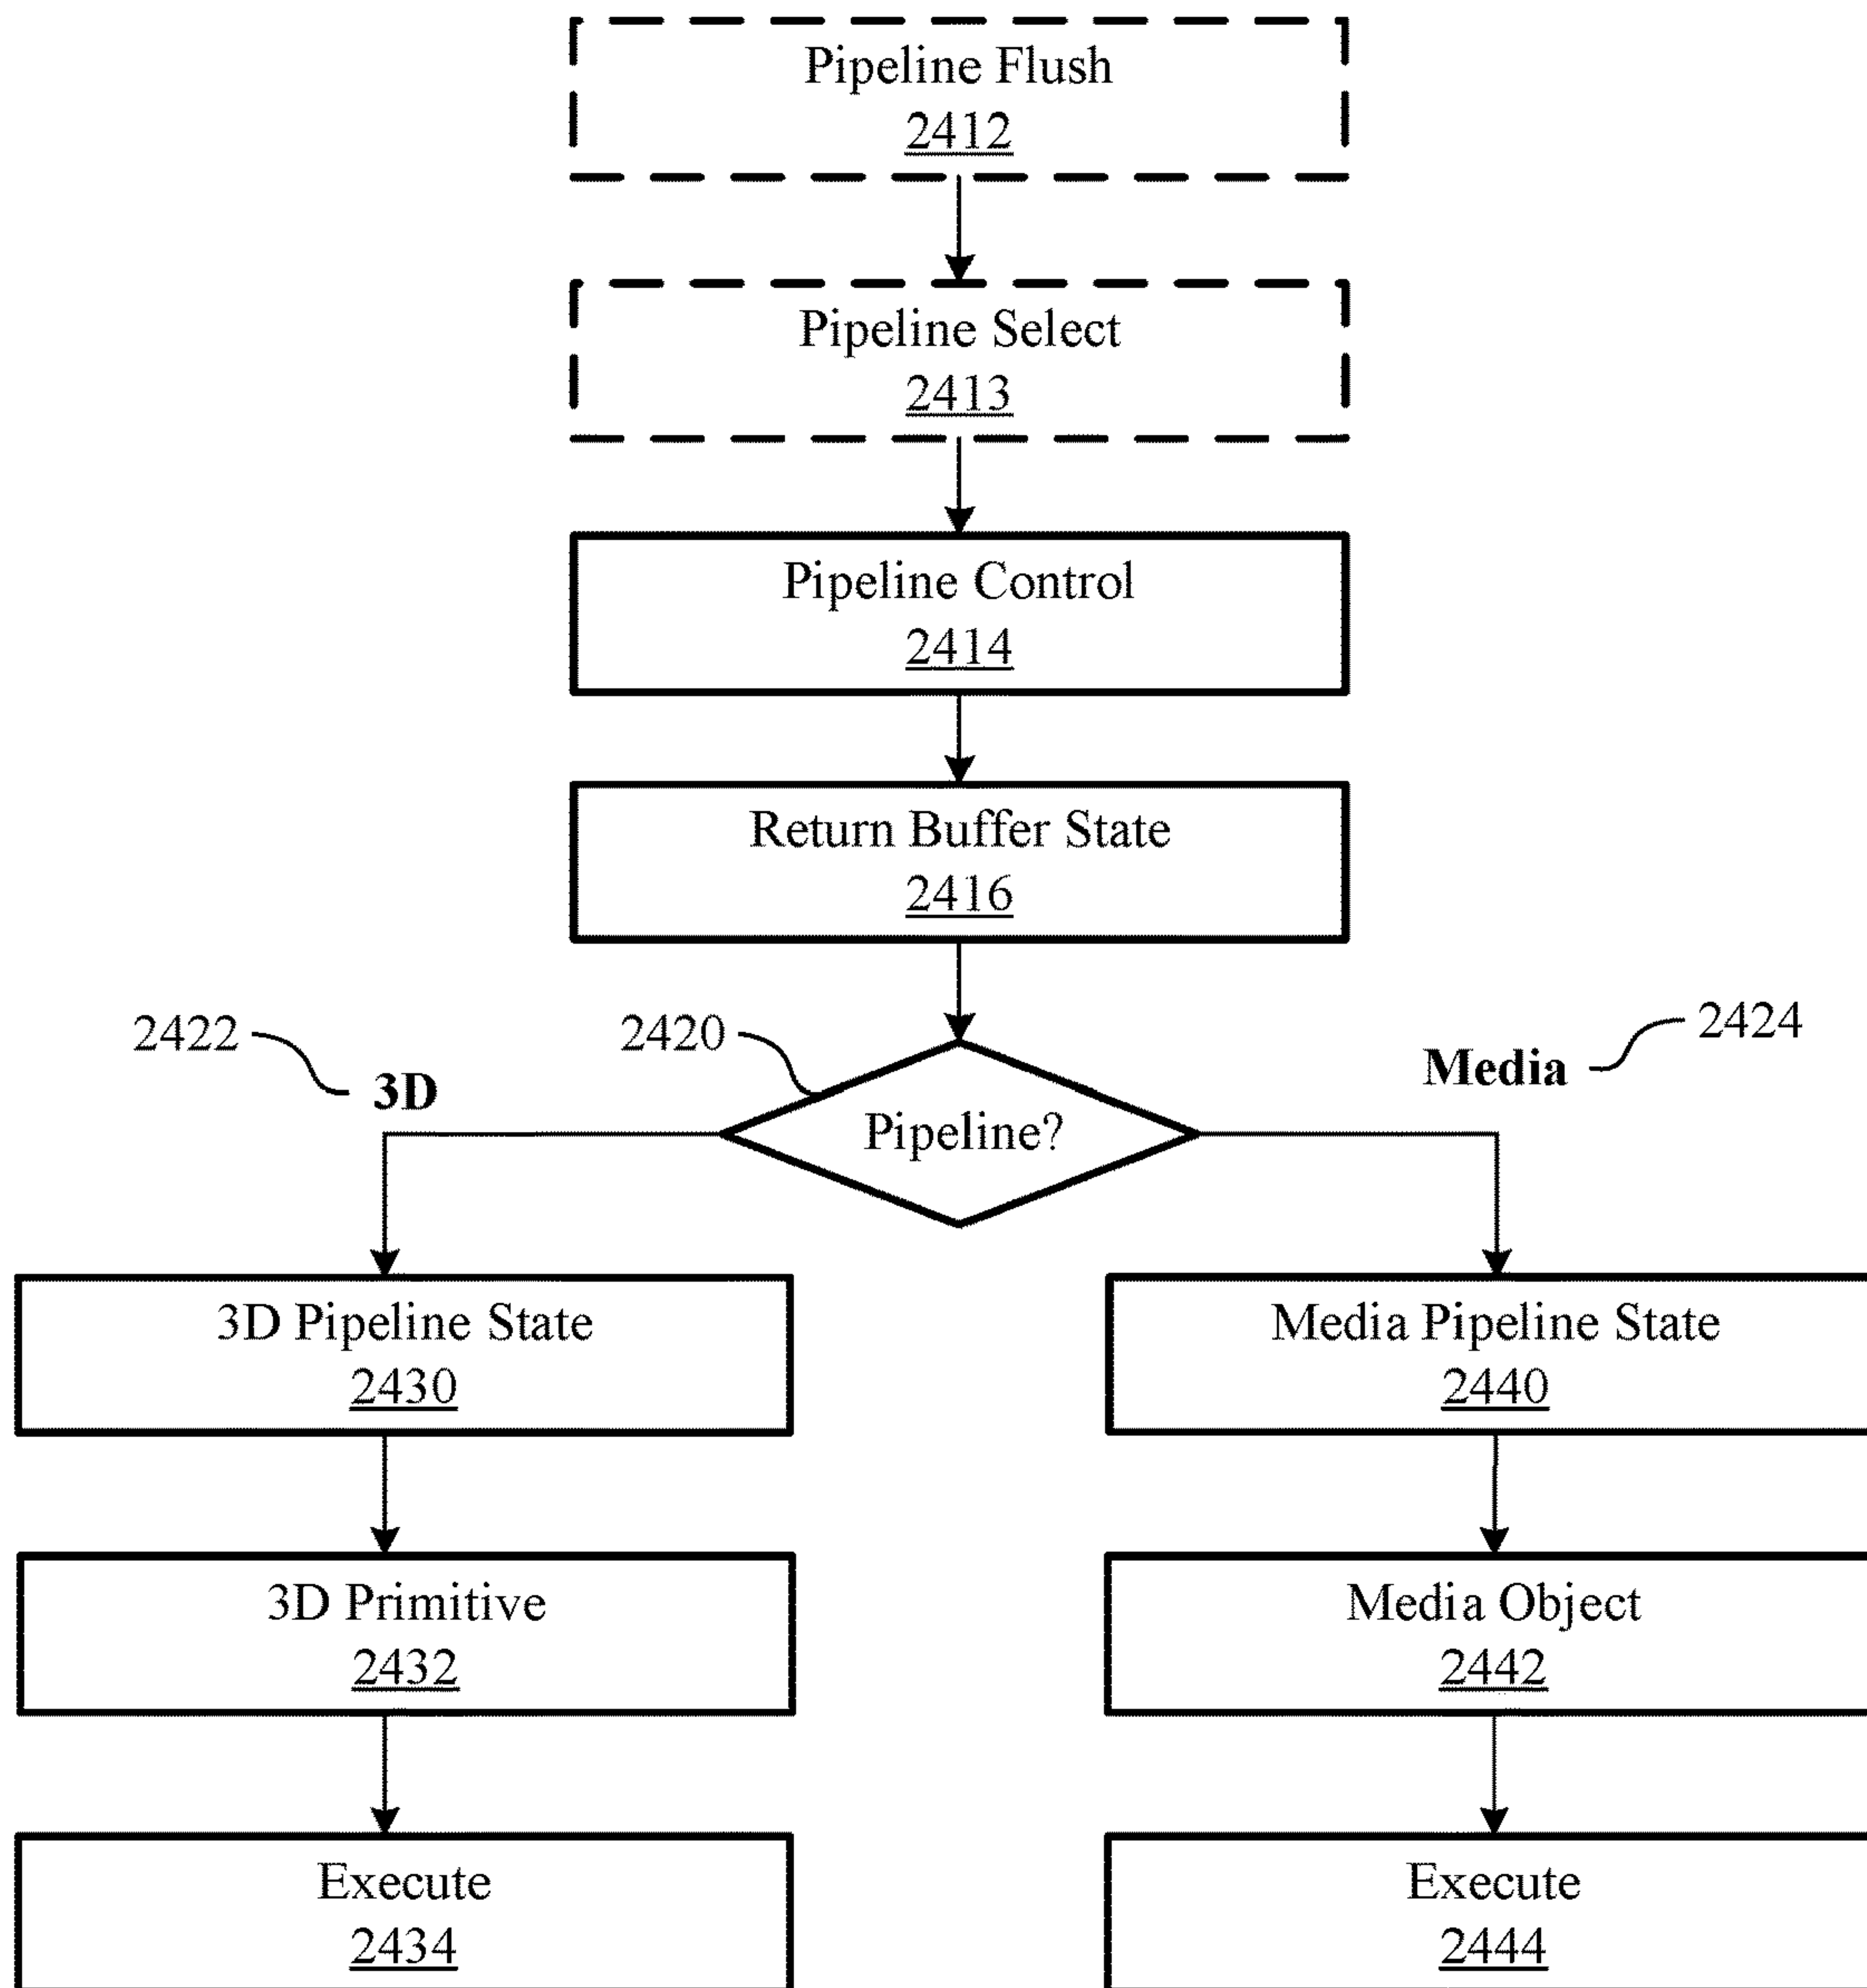 Pipeline Flush
2412
Pipeline Select
2413
Pipeline Control
2414
Return Buffer State
2416
2422
3D
2420
Pipeline?
Media
2424
3D Pipeline State
2430
Media Pipeline State
2440
3D Primitive
2432
Media Object
2442
Execute
2434
Execute
2444